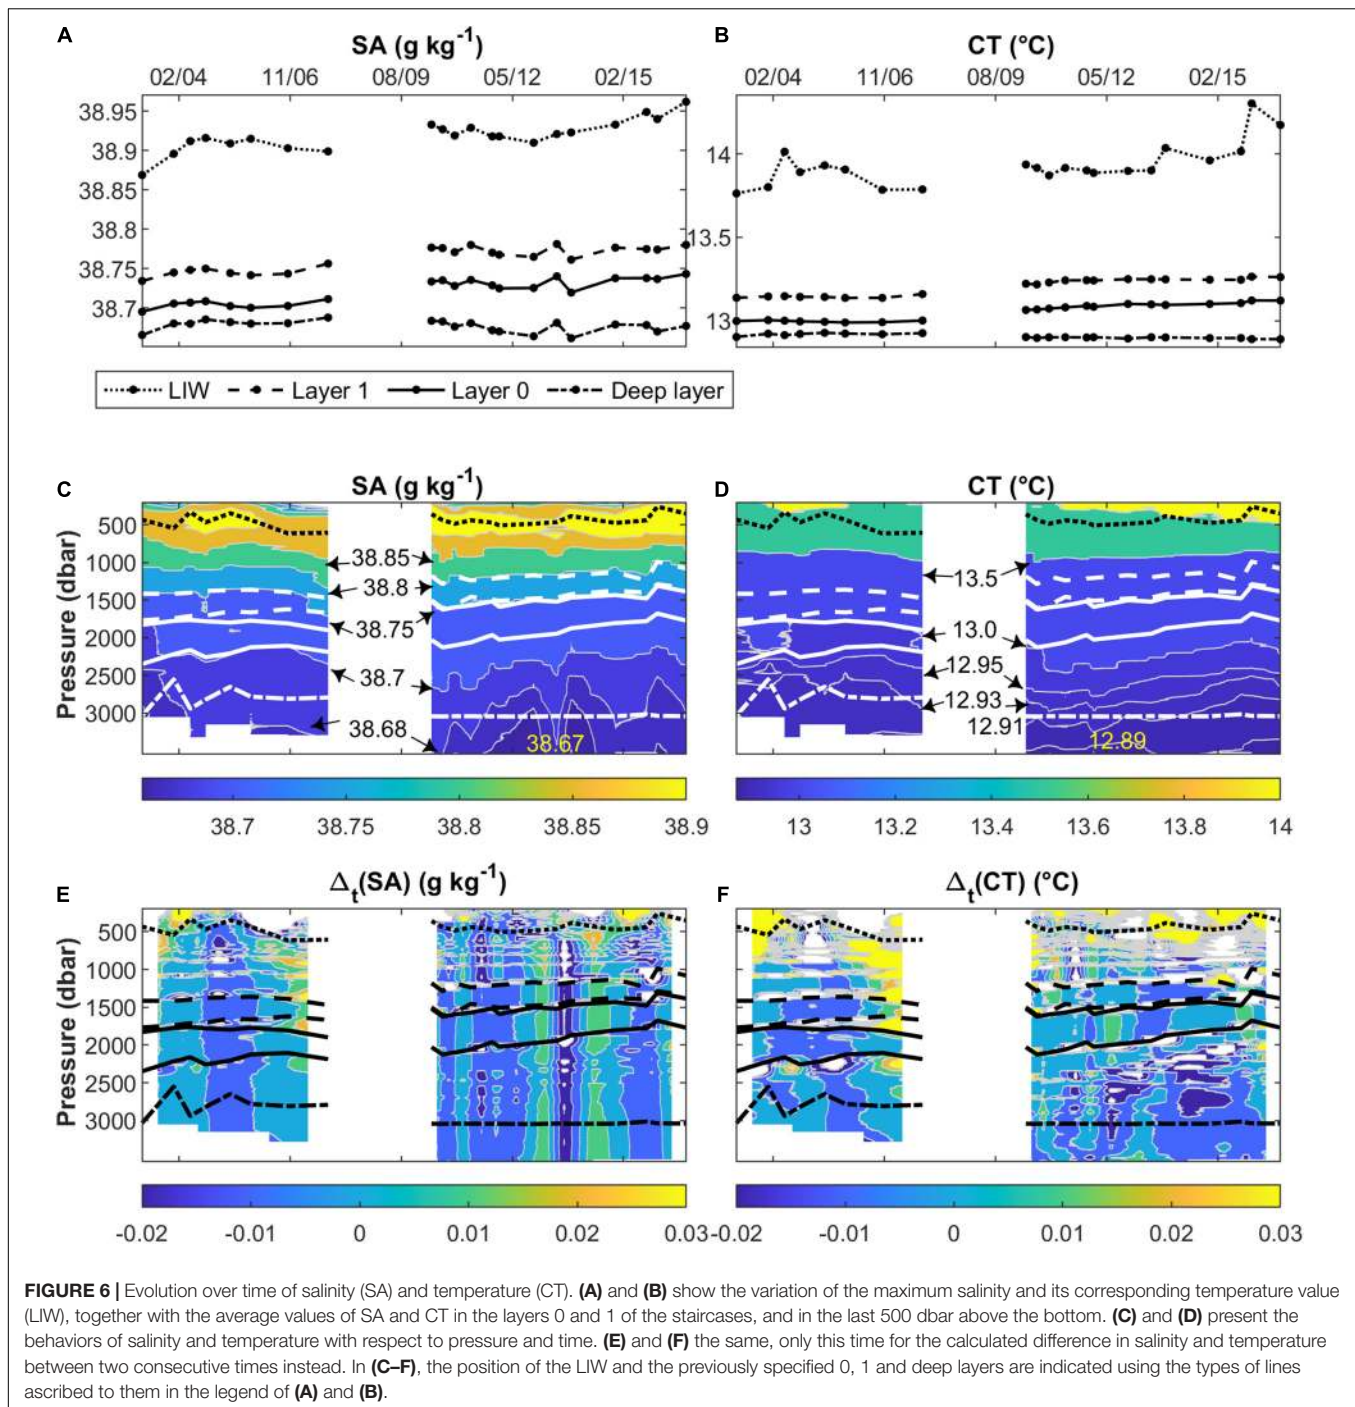 A
SA (g kg-1)
B
CT (°C)
02/04 11/06 08/09 05/12 02/15
02/04 11/06 08/09 05/12 02/15
38.95
38.9
38.85
38.8
38.75
38.7
14
13.5
13
LIW Layer 1 Layer 0 Deep layer
C
SA (g kg-1)
D
CT (°C)
Pressure (dbar)
500
1000
1500
2000
2500
3000
38.85
38.8
38.75
38.7
38.68
38.67
13.5
13.0
12.95
12.93
12.91
12.89
38.7 38.75 38.8 38.85 38.9
13 13.2 13.4 13.6 13.8 14
E
Δt(SA) (g kg-1)
F
Δt(CT) (°C)
Pressure (dbar)
500
1000
1500
2000
2500
3000
-0.02 -0.01 0 0.01 0.02 0.03
-0.02 -0.01 0 0.01 0.02 0.03
FIGURE 6 | Evolution over time of salinity (SA) and temperature (CT). (A) and (B) show the variation of the maximum salinity and its corresponding temperature value
(LIW), together with the average values of SA and CT in the layers 0 and 1 of the staircases, and in the last 500 dbar above the bottom. (C) and (D) present the
behaviors of salinity and temperature with respect to pressure and time. (E) and (F) the same, only this time for the calculated difference in salinity and temperature
between two consecutive times instead. In (C–F), the position of the LIW and the previously specified 0, 1 and deep layers are indicated using the types of lines
ascribed to them in the legend of (A) and (B).